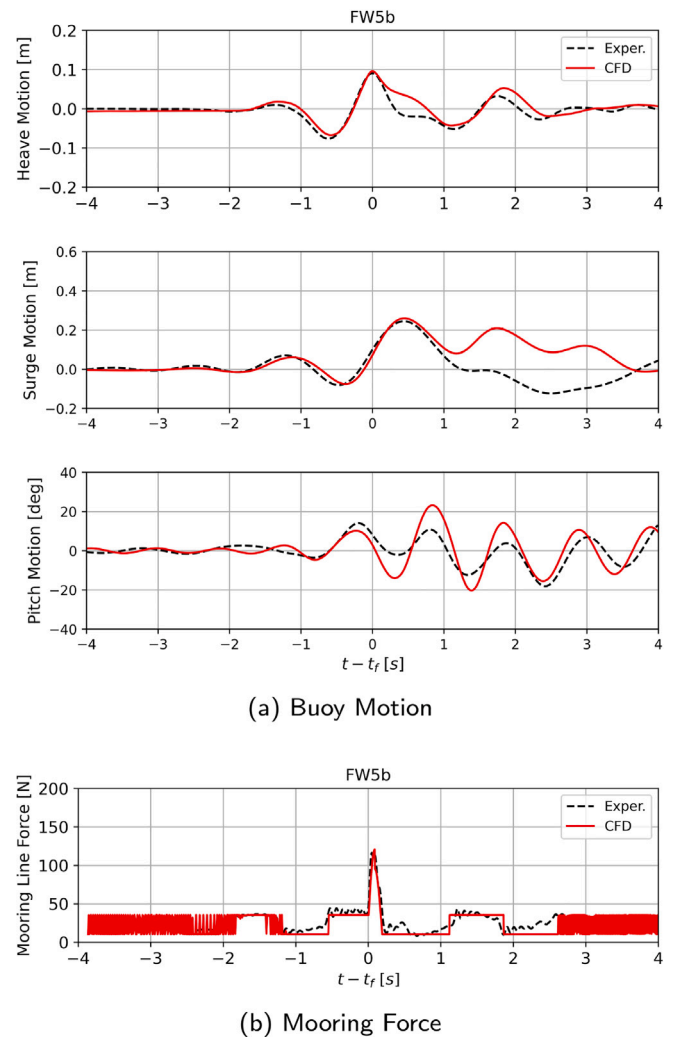 FW5b
Heave Motion [m]
0.2
0.1
0.0
−0.1
−0.2
Exper.
CFD
−4 −3 −2 −1 0 1 2 3 4
Surge Motion [m]
0.6
0.4
0.2
0.0
−0.2
−4 −3 −2 −1 0 1 2 3 4
Pitch Motion [deg]
40
20
0
−20
−40
−4 −3 −2 −1 0 1 2 3 4
t − t_f [s]
(a) Buoy Motion
FW5b
Mooring Line Force [N]
200
150
100
50
0
Exper.
CFD
−4 −3 −2 −1 0 1 2 3 4
t − t_f [s]
(b) Mooring Force